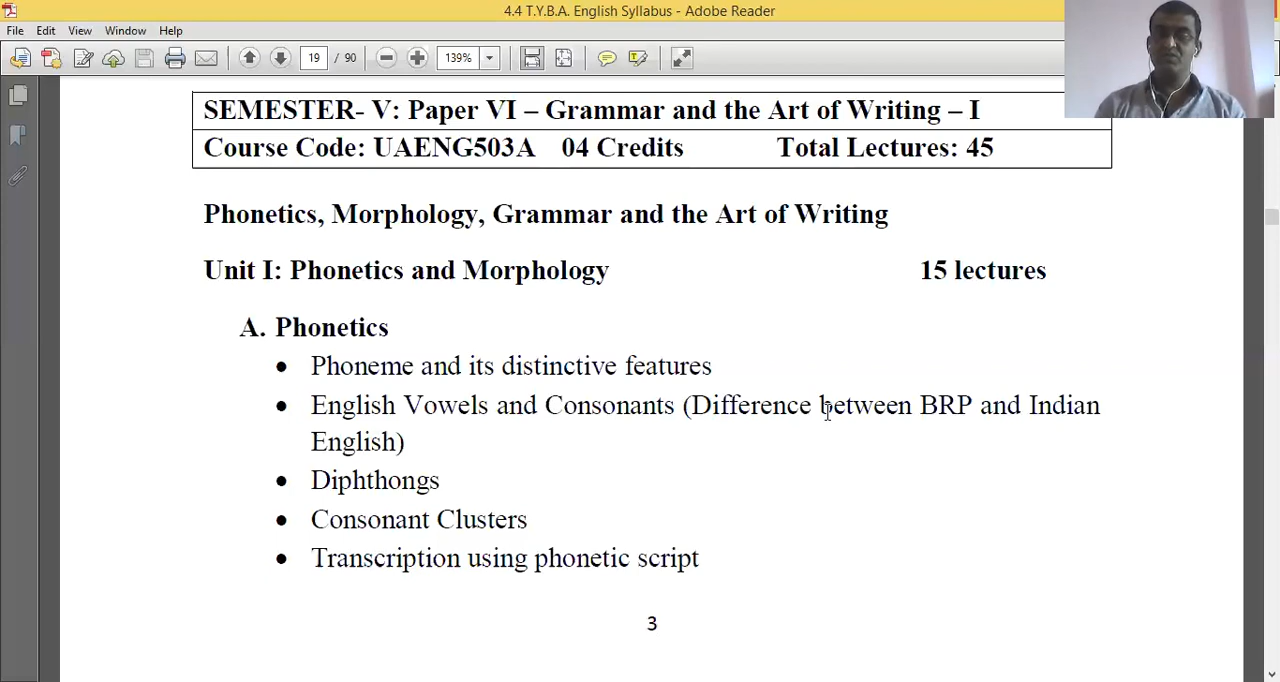 4.4 T.Y.B.A. English Syllabus - Adobe Reader
File Edit View Window Help
19 / 90 139%
SEMESTER- V: Paper VI – Grammar and the Art of Writing – I
Course Code: UAENG503A 04 Credits Total Lectures: 45
Phonetics, Morphology, Grammar and the Art of Writing
Unit I: Phonetics and Morphology 15 lectures
A. Phonetics
• Phoneme and its distinctive features
• English Vowels and Consonants (Difference between BRP and Indian
English)
• Diphthongs
• Consonant Clusters
• Transcription using phonetic script
3